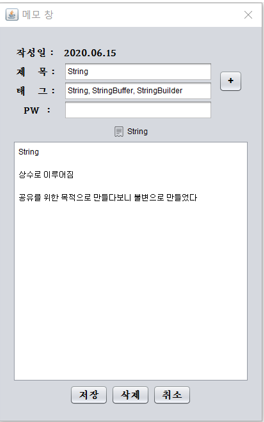 메모 창
작성일 : 2020.06.15
제 목 : String
+
태 그 : String, StringBuffer, StringBuilder
PW :
String
String
상수로 이루어짐
공유를 위한 목적으로 만들다보니 불변으로 만들었다
저장 삭제 취소